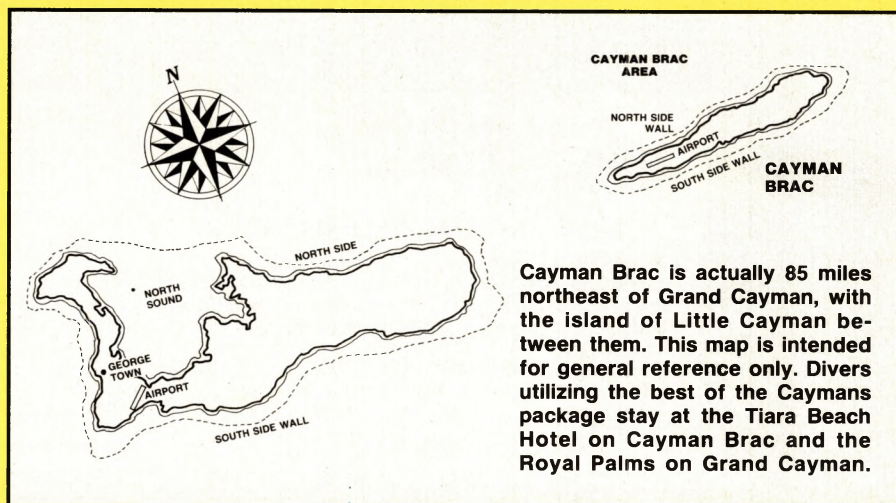 N
CAYMAN BRAC
AREA
NORTH SIDE
WALL
AIRPORT
SOUTH SIDE WALL
CAYMAN
BRAC
NORTH SIDE
NORTH
SOUND
GEORGE
TOWN
AIRPORT
SOUTH SIDE WALL
Cayman Brac is actually 85 miles
northeast of Grand Cayman, with
the island of Little Cayman be-
tween them. This map is intended
for general reference only. Divers
utilizing the best of the Caymans
package stay at the Tiara Beach
Hotel on Cayman Brac and the
Royal Palms on Grand Cayman.